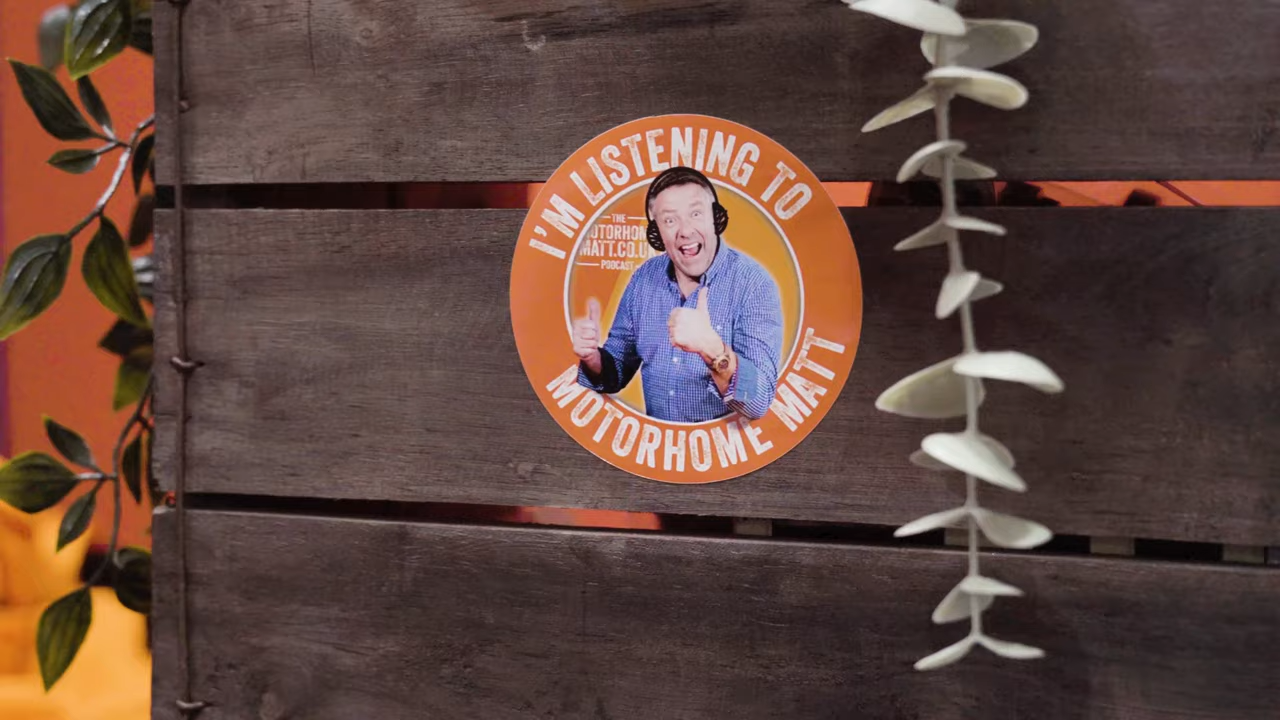 I'M LISTENING TO
THE
MOTORHOME
MATT.CO.UK
PODCAST
MOTORHOME MATT